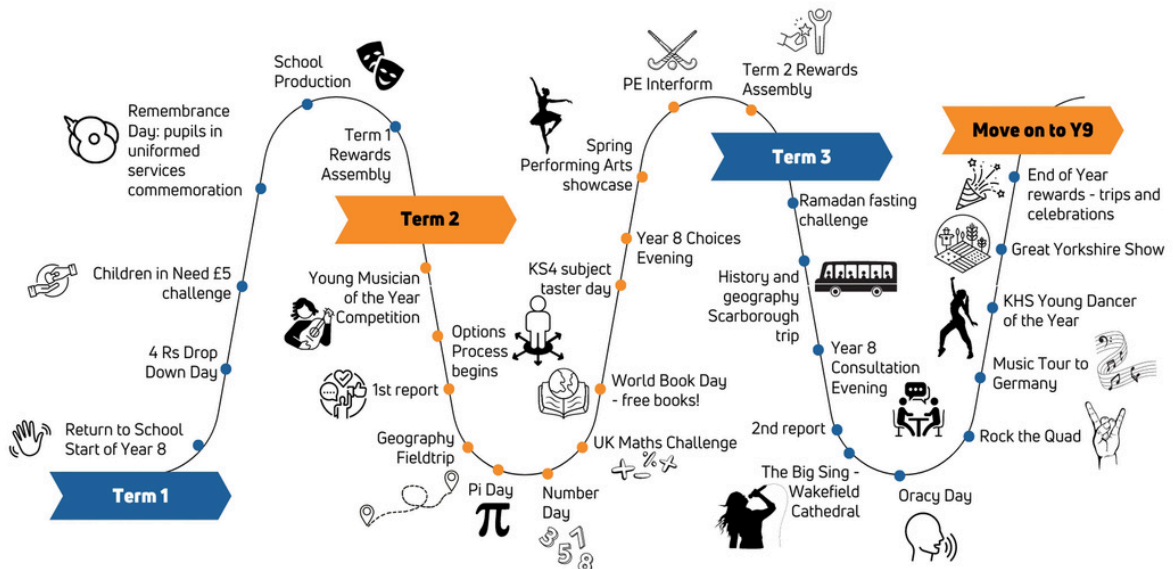 Term 1
Return to School
Start of Year 8
4 Rs Drop
Down Day
Children in Need £5
challenge
Remembrance
Day: pupils in
uniformed
services
commemoration
School
Production
Term 1
Rewards
Assembly
Term 2
Young Musician
of the Year
Competition
Options
Process
begins
1st report
Geography
Fieldtrip
Pi Day
π
Number
Day
3
5
7
8
UK Maths Challenge
World Book Day
- free books!
KS4 subject
taster day
Year 8 Choices
Evening
Spring
Performing Arts
showcase
PE Interform
Term 2 Rewards
Assembly
Term 3
Ramadan fasting
challenge
History and
geography
Scarborough
trip
Year 8
Consultation
Evening
2nd report
The Big Sing -
Wakefield
Cathedral
Oracy Day
Rock the Quad
Music Tour to
Germany
KHS Young Dancer
of the Year
Great Yorkshire Show
End of Year
rewards - trips and
celebrations
Move on to Y9